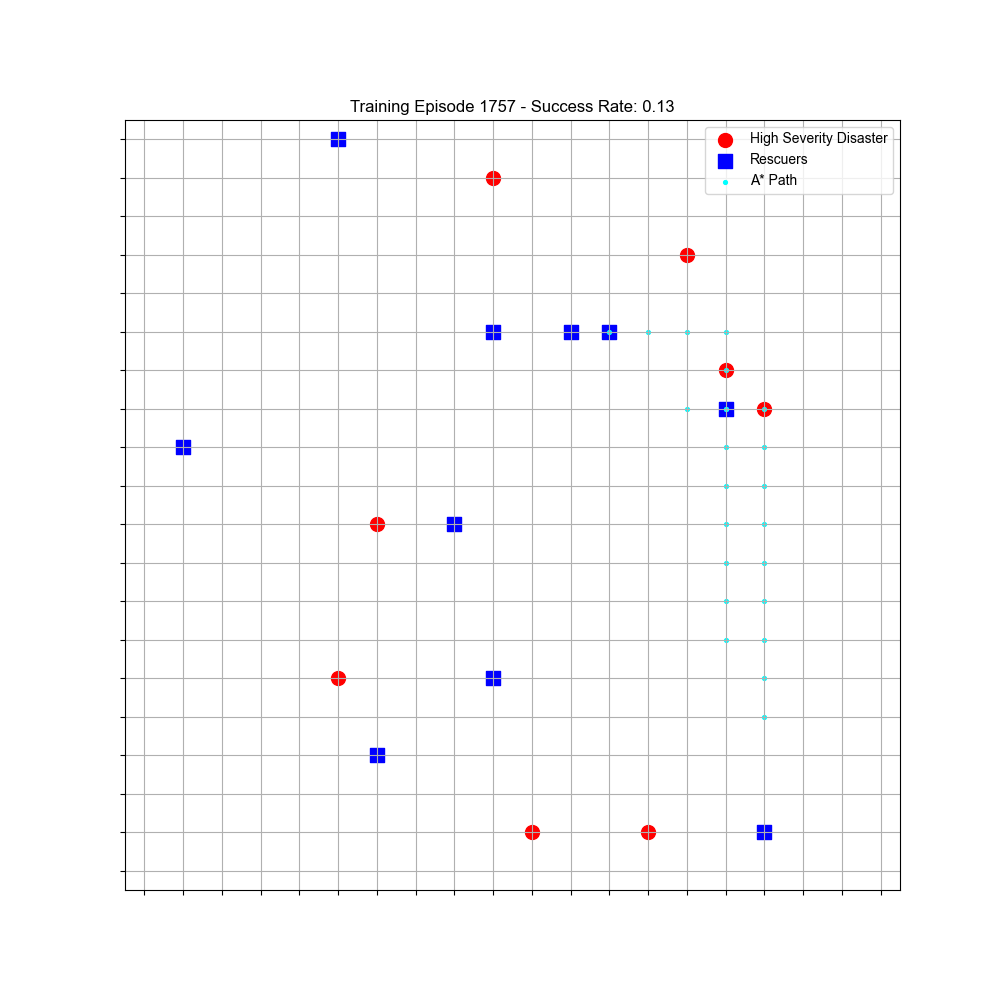 Training Episode 1757 - Success Rate: 0.13
High Severity Disaster
Rescuers
A* Path